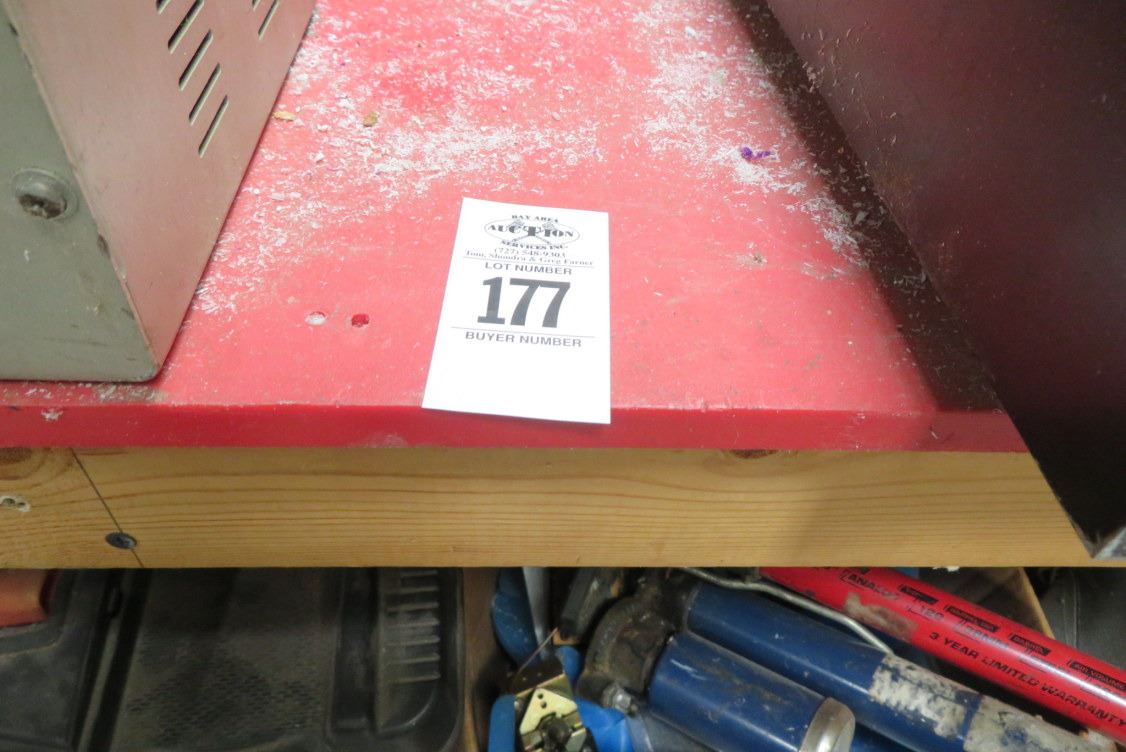 BAY AREA
AUCTION
SERVICES INC.
(727) 548-9303
Tom, Shondra & Greg Farner
LOT NUMBER
177
BUYER NUMBER
3 YEAR LIMITED WARRANTY